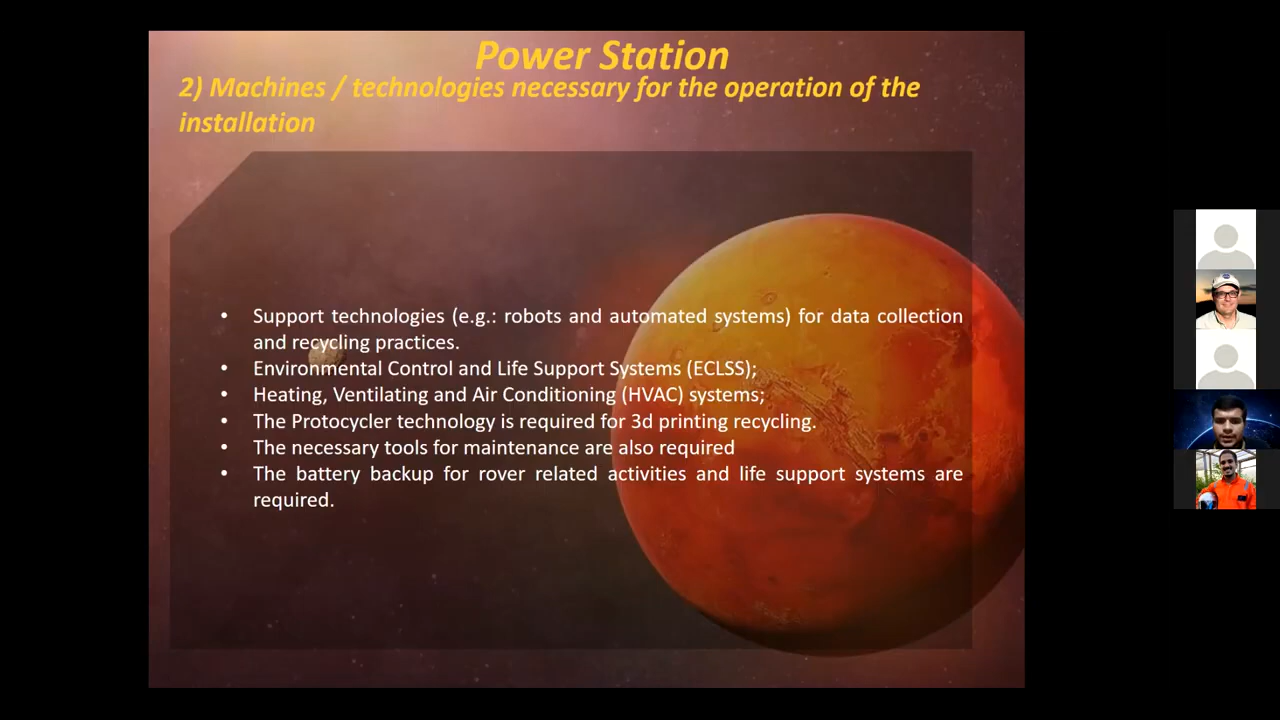 Power Station
2) Machines / technologies necessary for the operation of the
installation
• Support technologies (e.g.: robots and automated systems) for data collection
and recycling practices.
• Environmental Control and Life Support Systems (ECLSS);
• Heating, Ventilating and Air Conditioning (HVAC) systems;
• The Protocycler technology is required for 3d printing recycling.
• The necessary tools for maintenance are also required
• The battery backup for rover related activities and life support systems are
required.